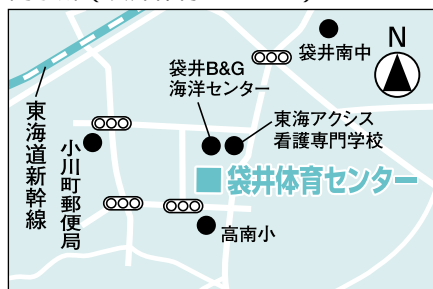 袋井南中
N
袋井B&G
海洋センター
東海アクシス
看護専門学校
東海道新幹線
小川町郵便局
袋井体育センター
高南小